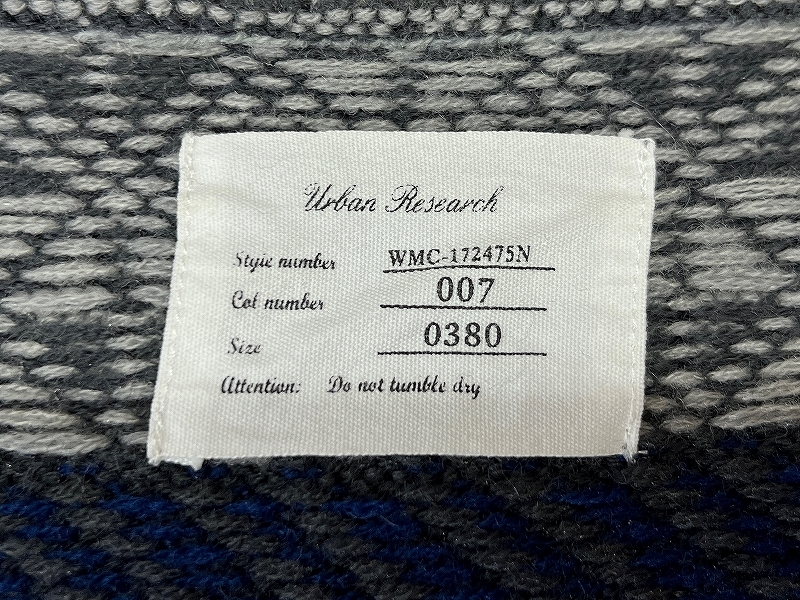 Urban Research
Style number WMC-172475N
Col number 007
Size 0380
Attention: Do not tumble dry